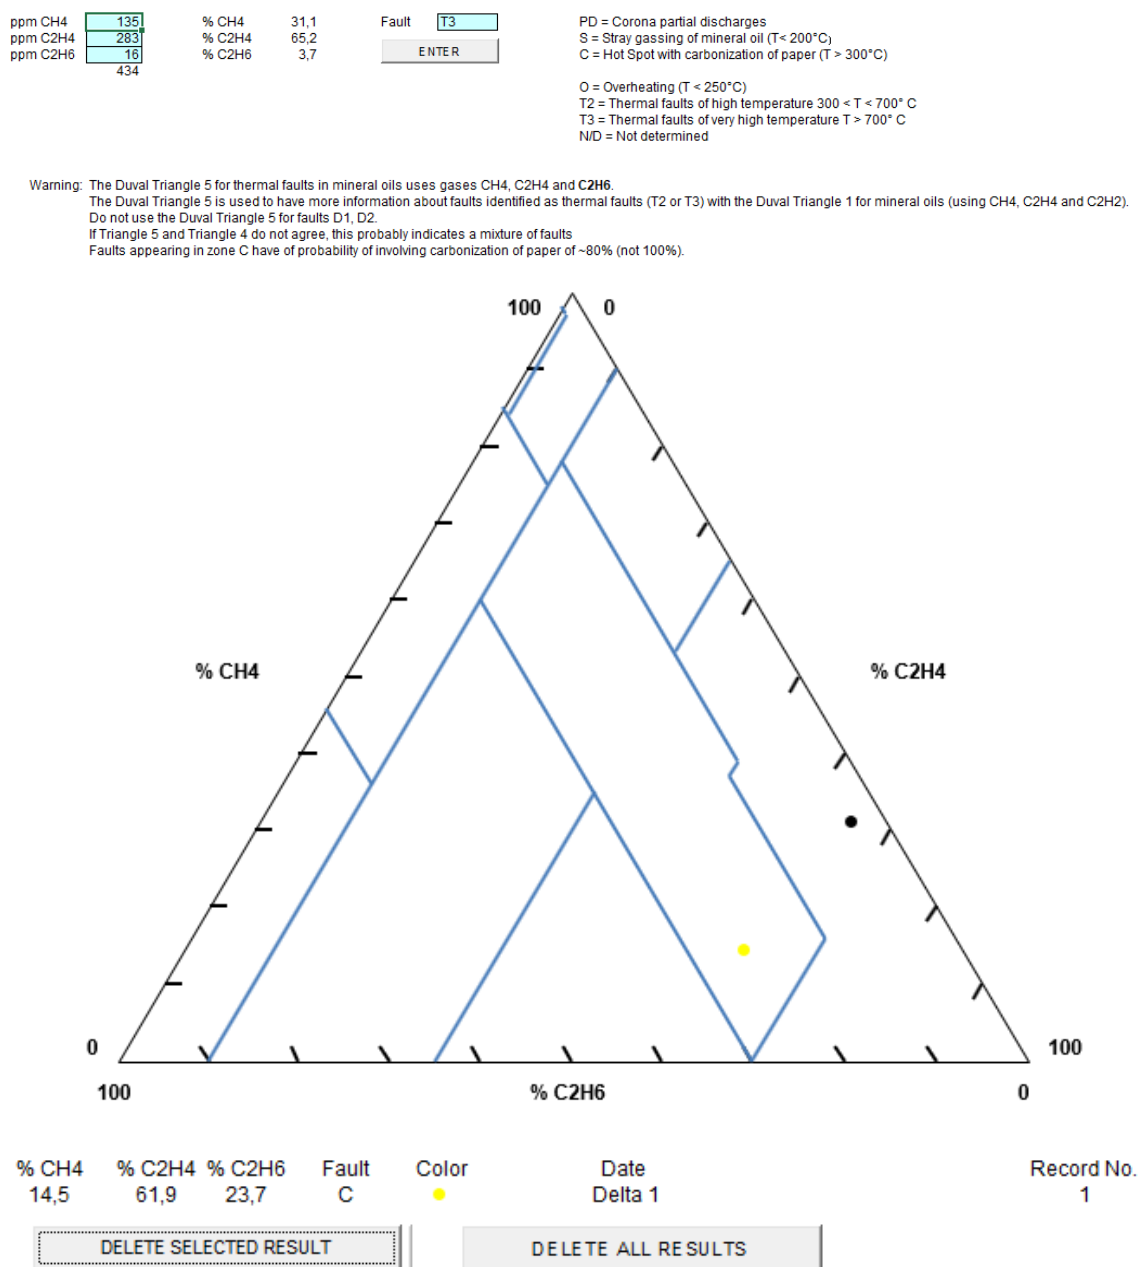 ppm CH4 135 % CH4 31,1 Fault T3 PD = Corona partial discharges
ppm C2H4 283 % C2H4 65,2 S = Stray gassing of mineral oil (T< 200°C)
ppm C2H6 16 % C2H6 3,7 ENTER C = Hot Spot with carbonization of paper (T > 300°C)
434
O = Overheating (T < 250°C)
T2 = Thermal faults of high temperature 300 < T < 700° C
T3 = Thermal faults of very high temperature T > 700° C
N/D = Not determined
Warning: The Duval Triangle 5 for thermal faults in mineral oils uses gases CH4, C2H4 and C2H6.
The Duval Triangle 5 is used to have more information about faults identified as thermal faults (T2 or T3) with the Duval Triangle 1 for mineral oils (using CH4, C2H4 and C2H2).
Do not use the Duval Triangle 5 for faults D1, D2.
If Triangle 5 and Triangle 4 do not agree, this probably indicates a mixture of faults
Faults appearing in zone C have of probability of involving carbonization of paper of ~80% (not 100%).
100 0
% CH4 % C2H4
0 100
100 % C2H6 0
% CH4 % C2H4 % C2H6 Fault Color Date Record No.
14,5 61,9 23,7 C Delta 1 1
DELETE SELECTED RESULT DELETE ALL RESULTS